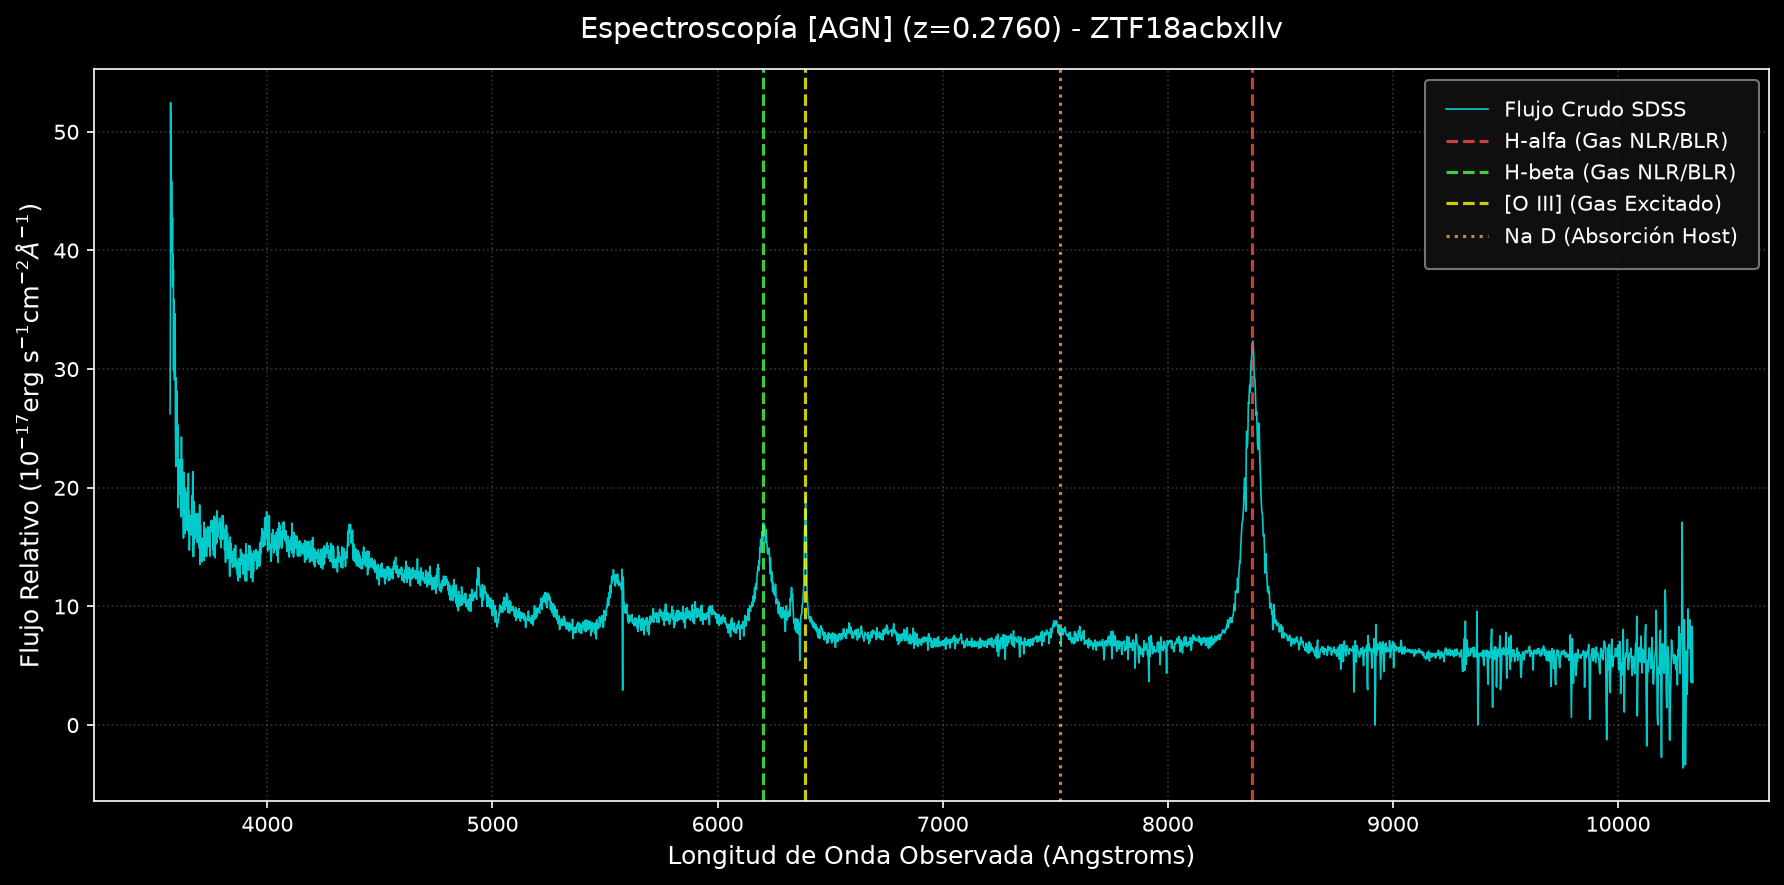 Espectroscopía [AGN] (z=0.2760) - ZTF18acbxllv
Flujo Crudo SDSS
H-alfa (Gas NLR/BLR)
H-beta (Gas NLR/BLR)
[O III] (Gas Excitado)
Na D (Absorción Host)
Flujo Relativo (10⁻¹⁷erg s⁻¹cm⁻²Å⁻¹)
50
40
30
20
10
0
4000 5000 6000 7000 8000 9000 10000
Longitud de Onda Observada (Angstroms)